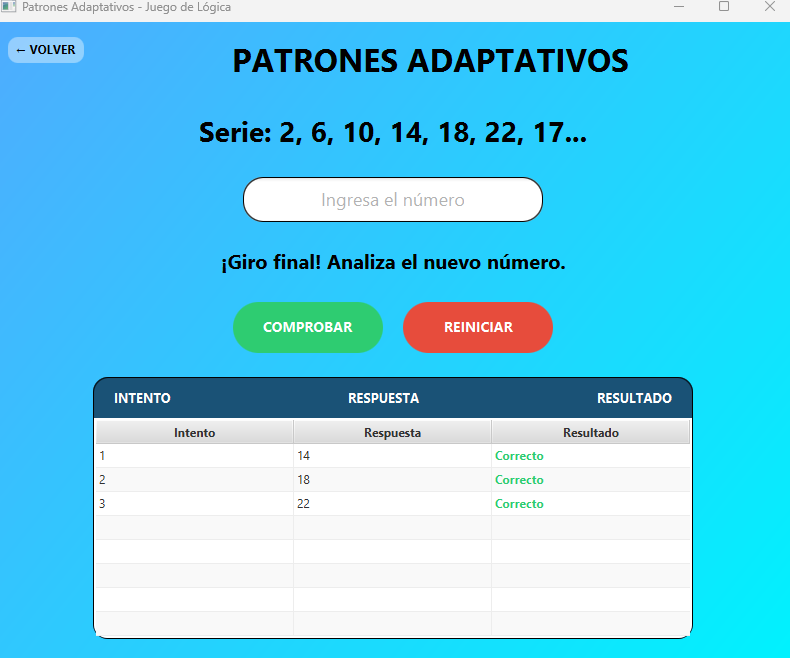 Patrones Adaptativos - Juego de Lógica
← VOLVER
PATRONES ADAPTATIVOS
Serie: 2, 6, 10, 14, 18, 22, 17...
Ingresa el número
¡Giro final! Analiza el nuevo número.
COMPROBAR REINICIAR
INTENTO RESPUESTA RESULTADO
Intento Respuesta Resultado
1 14 Correcto
2 18 Correcto
3 22 Correcto